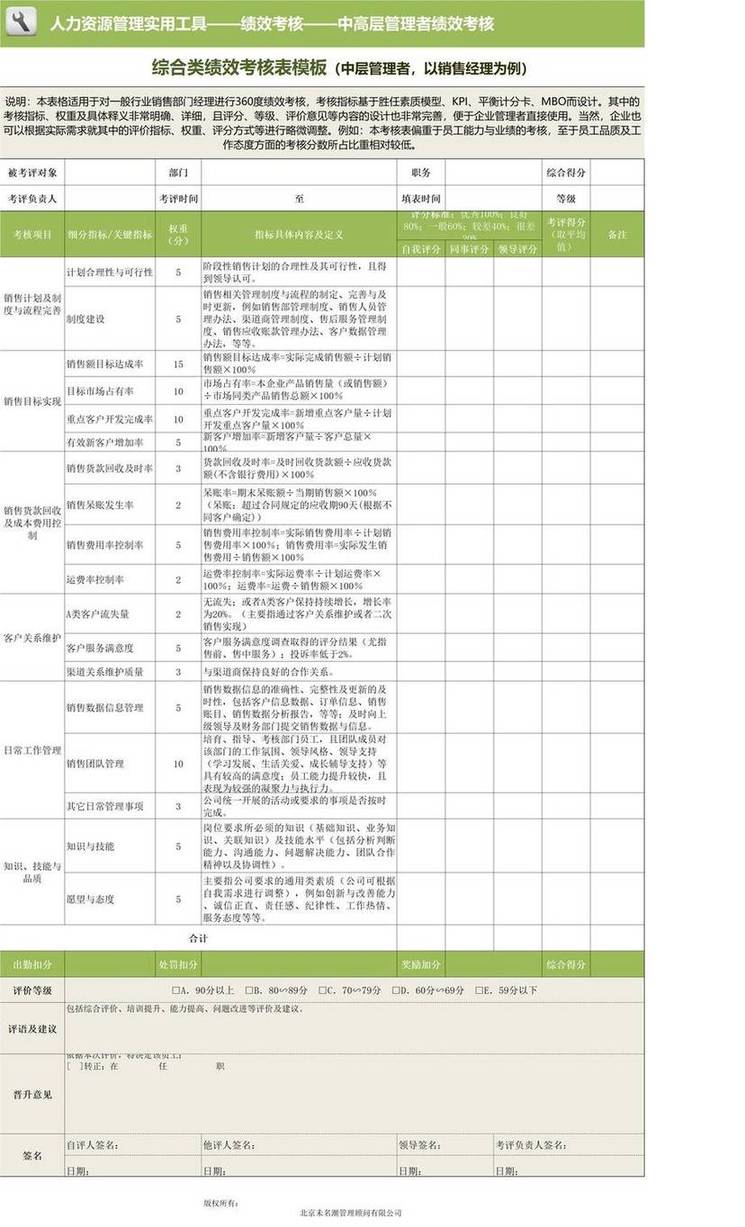 人力资源管理实用工具——绩效考核——中高层管理者绩效考核
综合类绩效考核表模板（中层管理者，以销售经理为例）
说明：本表格适用于对一般行业销售部门经理进行360度绩效考核，考核指标基于胜任素质模型、KPI、平衡计分卡、MBO而设计。其中的
考核指标、权重及具体释义非常明确、详细，且评分、等级、评价意见等内容的设计也非常完善，便于企业管理者直接使用。当然，企业也
可以根据实际需求就其中的评价指标、权重、评分方式等进行略微调整。例如：本考核表偏重于员工能力与业绩的考核，至于员工品质及工
作态度方面的考核分数所占比重相对较低。
被考评对象 部门 职务 综合得分
考评负责人 考评时间 至 填表时间 等级
考核项目 细分指标/关键指标 权重（分） 指标具体内容及定义
评分标准：优秀100%；良好
80%；一般60%；较差40%；很差
20%
自我评分 同事评分 领导评分
考评得分
（取平均
值）
备注
销售计划及制
度与流程完善
计划合理性与可行性 5
阶段性销售计划的合理性及其可行性，且得
到领导认可。
制度建设 5
销售相关管理制度与流程的制定、完善与及
时更新，例如销售部管理制度、销售人员管
理办法、渠道商管理制度、售后服务管理制
度、销售应收账款管理办法、客户数据管理
办法，等等。
销售目标实现
销售额目标达成率 15
销售额目标达成率=实际完成销售额÷计划销
售额×100%
目标市场占有率 10
市场占有率=本企业产品销售量（或销售额）
÷市场同类产品销售总额×100%
重点客户开发完成率 10
重点客户开发完成率=新增重点客户量÷计划
开发重点客户量×100%
有效新客户增加率 5
新客户增加率=新增客户量÷客户总量×
100%
销售货款回收
及成本费用控
制
销售货款回收及时率 3
货款回收及时率=及时回收货款额÷应收货款
额(不含银行费用)×100%
销售呆账发生率 2
呆账率=期末呆账额÷当期销售额×100%
（呆账：超过合同规定的应收期90天(根据不
同客户确定)）
销售费用率控制率 5
销售费用率控制率=实际销售费用率÷计划销
售费用率×100%；销售费用率=实际发生销
售费用÷销售额×100%
运费率控制率 2
运费率控制率=实际运费率÷计划运费率×
100%；运费率=运费÷销售额×100%
客户关系维护
A类客户流失量 2
无流失；或者A类客户保持持续增长，增长率
为20%。（主要指通过客户关系维护或者二次
销售实现）
客户服务满意度 5
客户服务满意度调查取得的评分结果（尤指
售前、售中服务）；投诉率低于2%。
渠道关系维护质量 3
与渠道商保持良好的合作关系。
日常工作管理
销售数据信息管理 5
销售数据信息的准确性、完整性及更新的及
时性，包括客户信息数据、订单信息、销售
账目、销售数据分析报告，等等；及时向上
级领导及财务部门提交销售数据与信息。
销售团队管理 10
培育、指导、考核部门员工，且团队成员对
该部门的工作氛围、领导风格、领导支持
（学习发展、生活关爱、成长辅导支持）等
具有较高的满意度；员工能力提升较快，且
表现为较强的凝聚力与执行力。
其它日常管理事项 3
公司统一开展的活动或要求的事项是否按时
完成。
知识、技能与
品质
知识与技能 5
岗位要求所必须的知识（基础知识、业务知
识、关联知识）及技能水平（包括分析判断
能力、沟通能力、问题解决能力、团队合作
精神以及协调性）。
愿望与态度 5
主要指公司要求的通用类素质（公司可根据
自我需求进行调整），例如创新与改善能力
、诚信正直、责任感、纪律性、工作热情、
服务态度等等。
合计
出勤扣分 处罚扣分 奖励加分 综合得分
评价等级 □A．90分以上 □B．80∽89分 □C．70∽79分 □D．60分∽69分 □E．59分以下
评语及建议
包括综合评价、培训提升、能力提高、问题改进等评价及建议。
晋升意见
依据本次评价，特决定该员工：
[ ]转正：在 任 职
签名
自评人签名： 他评人签名： 领导签名： 考评负责人签名：
日期： 日期： 日期： 日期：
版权所有：
北京未名潮管理顾问有限公司